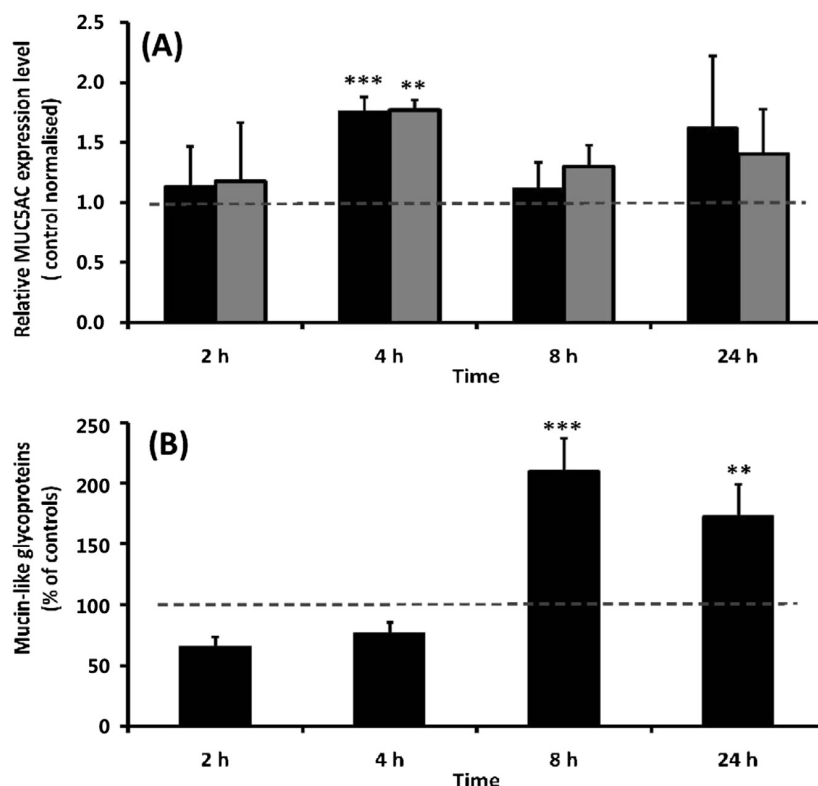 (A)
Relative MUC5AC expression level
( control normalised)
2.5
2.0
1.5
1.0
0.5
0.0
*** **
2 h 4 h 8 h 24 h
Time
(B)
Mucin-like glycoproteins
(% of controls)
250
200
150
100
50
0
***
**
2 h 4 h 8 h 24 h
Time